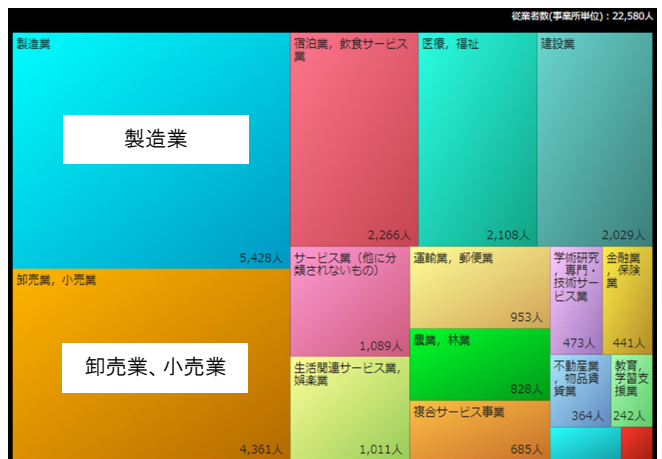 従業者数(事業所単位)：22,580人
製造業
製造業
5,428人
卸売業，小売業
卸売業、小売業
4,361人
宿泊業，飲食サービス
業
2,266人
医療，福祉
2,108人
建設業
2,029人
サービス業（他に分
類されないもの）
1,089人
生活関連サービス業，
娯楽業
1,011人
運輸業，郵便業
953人
農業，林業
828人
複合サービス事業
685人
学術研究
，専門・
技術サー
ビス業
473人
金融業
，保険
業
441人
不動産業
，物品賃
貸業
364人
教育，
学習支
援業
242人